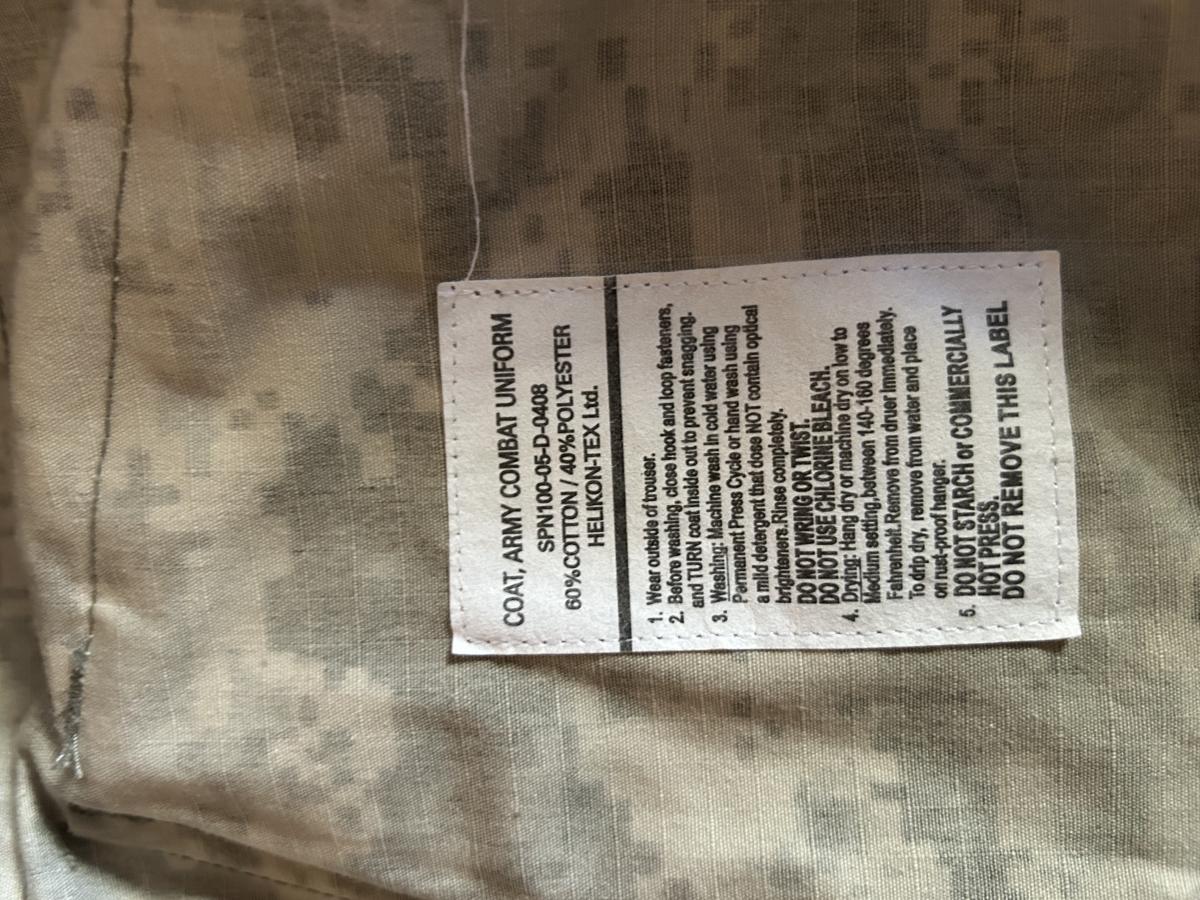 COAT, ARMY COMBAT UNIFORM
SPN100-05-D-0408
60%COTTON / 40%POLYESTER
HELIKON-TEX Ltd.
1. Wear outside of trouser.
2. Before washing, close hook and loop fasteners,
and TURN coat inside out to prevent snagging.
3. Washing: Machine wash in cold water using
Permanent Press Cycle or hand wash using
a mild detergent that dose NOT contain optical
brighteners.Rinse completely.
DO NOT WRING OR TWIST.
DO NOT USE CHLORINE BLEACH.
4. Drying: Hang dry or machine dry on low to
Medium setting,between 140-160 degrees
Fahrenheit.Remove from druer immediately.
To drip dry, remove from water and place
on rust-proof hanger.
5. DO NOT STARCH or COMMERCIALLY
HOT PRESS.
DO NOT REMOVE THIS LABEL